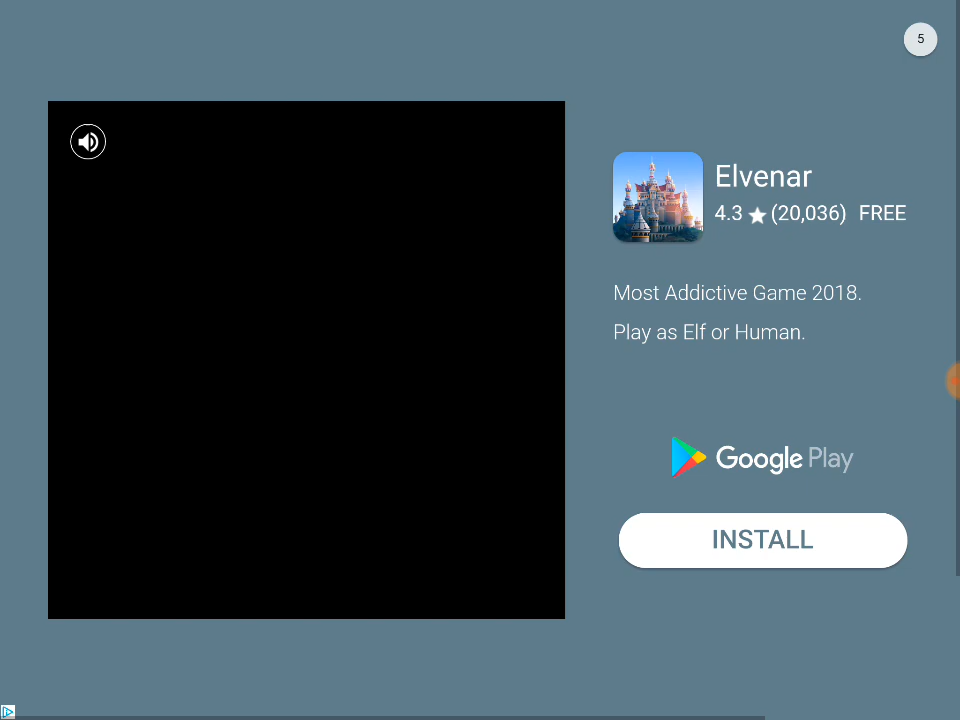 5
Elvenar
4.3 ★ (20,036) FREE
Most Addictive Game 2018.
Play as Elf or Human.
Google Play
INSTALL